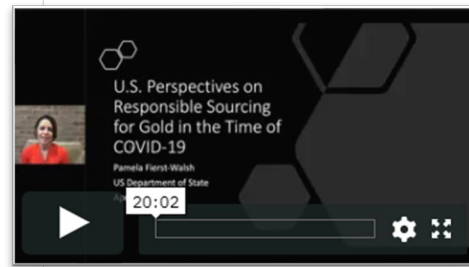 U.S. Perspectives on
Responsible Sourcing
for Gold in the Time of
COVID-19
Pamela Fierst-Walsh
US Department of State
20:02